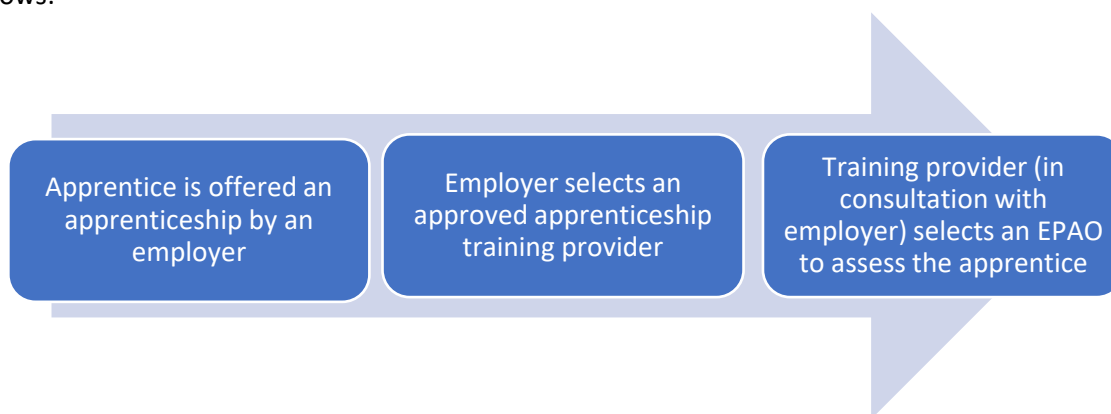 Apprentice is offered an
apprenticeship by an
employer
Employer selects an
approved apprenticeship
training provider
Training provider (in
consultation with
employer) selects an EPAO
to assess the apprentice